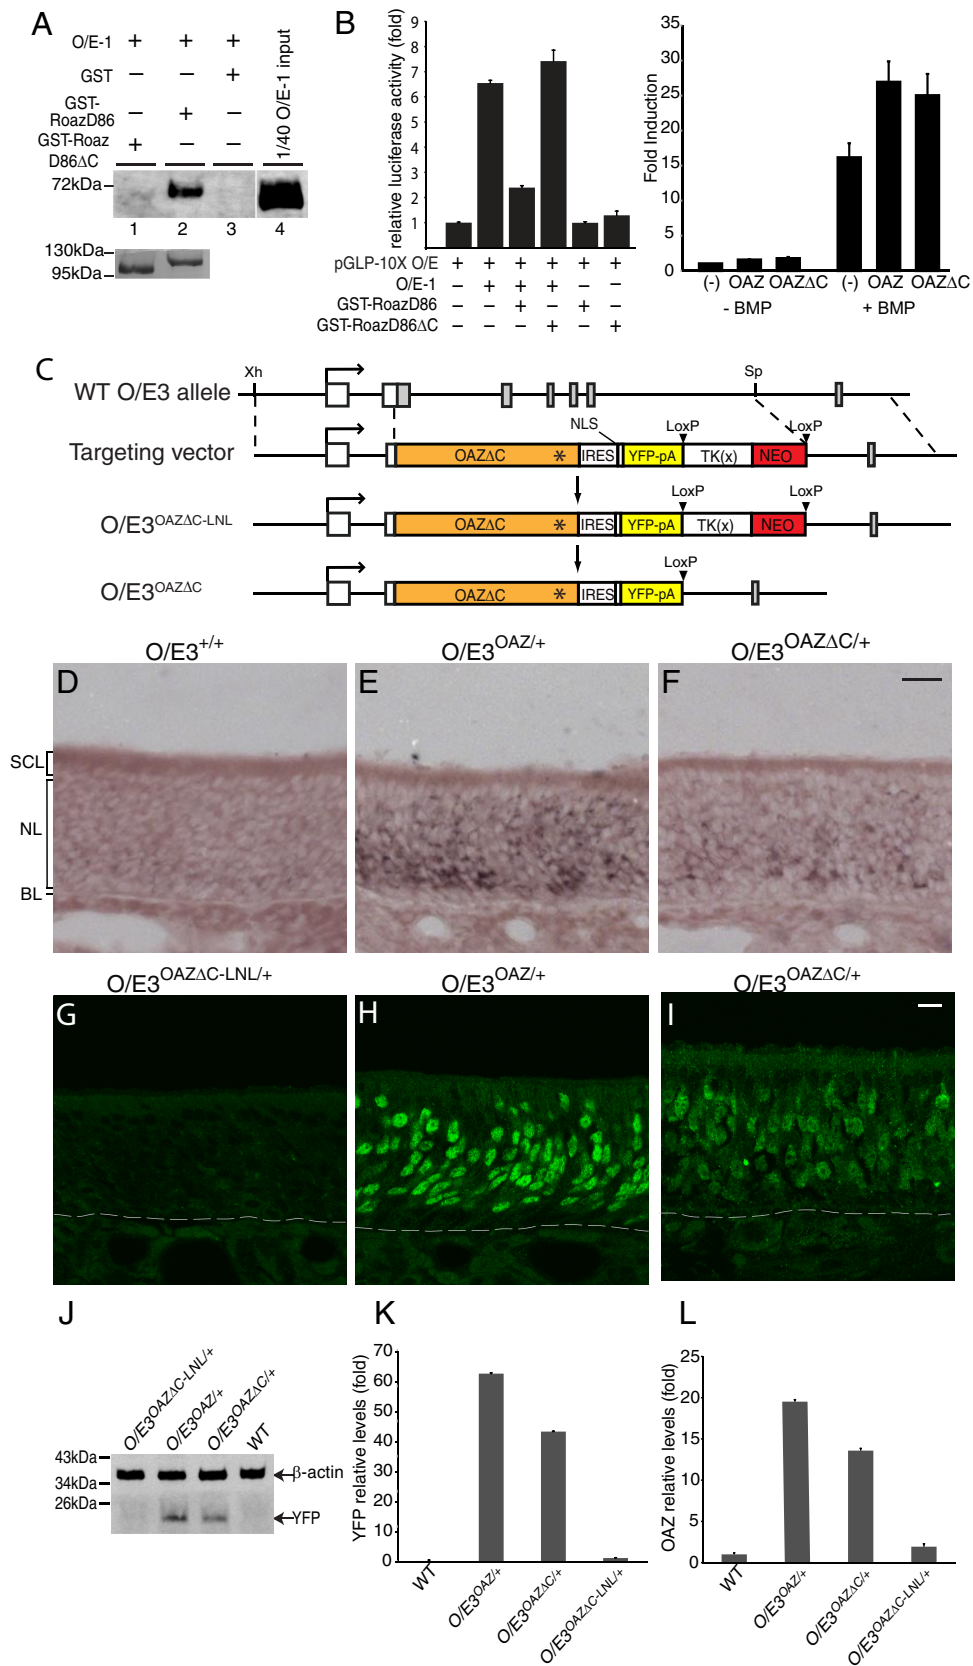 A
O/E-1 + + +
GST − − +
GST-RoazD86 − + −
GST-Roaz D86ΔC + − −
1/40 O/E-1 input
72kDa
1 2 3 4
130kDa
95kDa
B
relative luciferase activity (fold)
9
8
7
6
5
4
3
2
1
pGLP-10X O/E + + + + + +
O/E-1 − + + + − −
GST-RoazD86 − − + − + −
GST-RoazD86ΔC − − − + − +
Fold Induction
35
30
25
20
15
10
5
0
(-) OAZ OAZΔC (-) OAZ OAZΔC
- BMP + BMP
C
Xh Sp
WT O/E3 allele
NLS LoxP LoxP
Targeting vector
OAZΔC * IRES YFP-pA TK(x) NEO
LoxP LoxP
O/E3OAZΔC-LNL
OAZΔC * IRES YFP-pA TK(x) NEO
LoxP
O/E3OAZΔC
OAZΔC * IRES YFP-pA
O/E3+/+ O/E3OAZ/+ O/E3OAZΔC/+
D E F
SCL
NL
BL
O/E3OAZΔC-LNL/+ O/E3OAZ/+ O/E3OAZΔC/+
G H I
J
O/E3OAZΔC-LNL/+
O/E3OAZ/+
O/E3OAZΔC/+
WT
43kDa
34kDa
26kDa
β-actin
YFP
K
YFP relative levels (fold)
70
60
50
40
30
20
10
0
WT
O/E3OAZ/+
O/E3OAZΔC/+
O/E3OAZΔC-LNL/+
L
OAZ relative levels (fold)
25
20
15
10
5
0
WT
O/E3OAZ/+
O/E3OAZΔC/+
O/E3OAZΔC-LNL/+